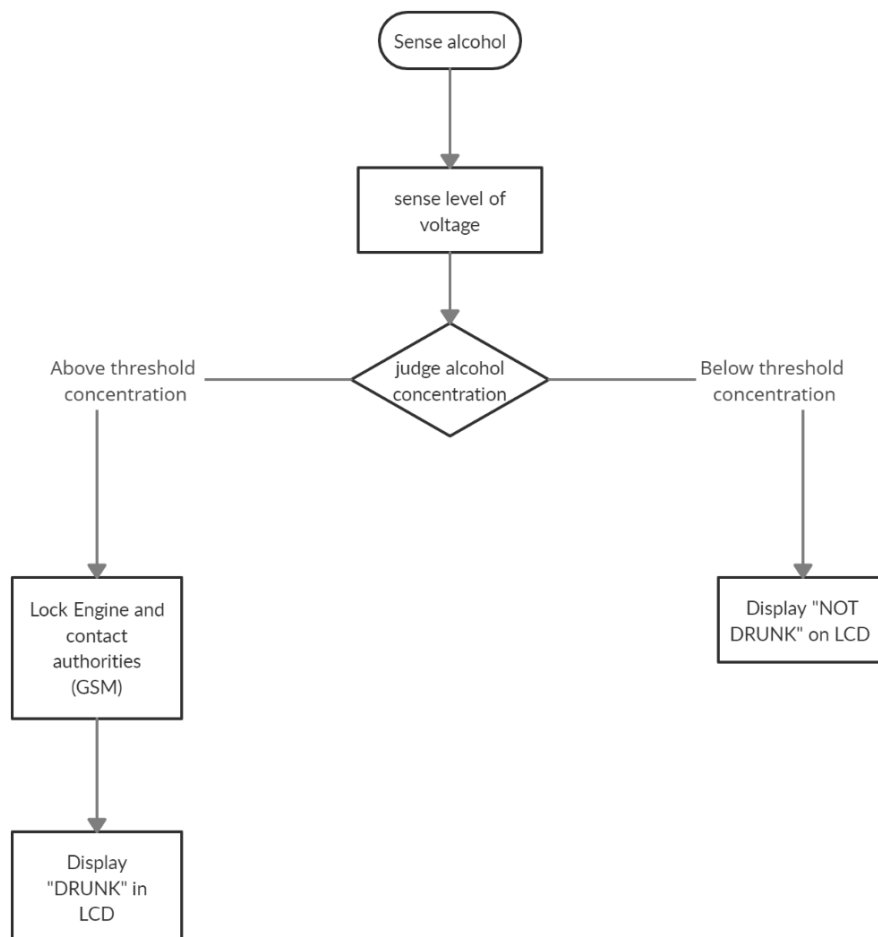 Sense alcohol
sense level of
voltage
judge alcohol
concentration
Above threshold
concentration
Below threshold
concentration
Lock Engine and
contact
authorities
(GSM)
Display "NOT
DRUNK" on LCD
Display
"DRUNK" in
LCD